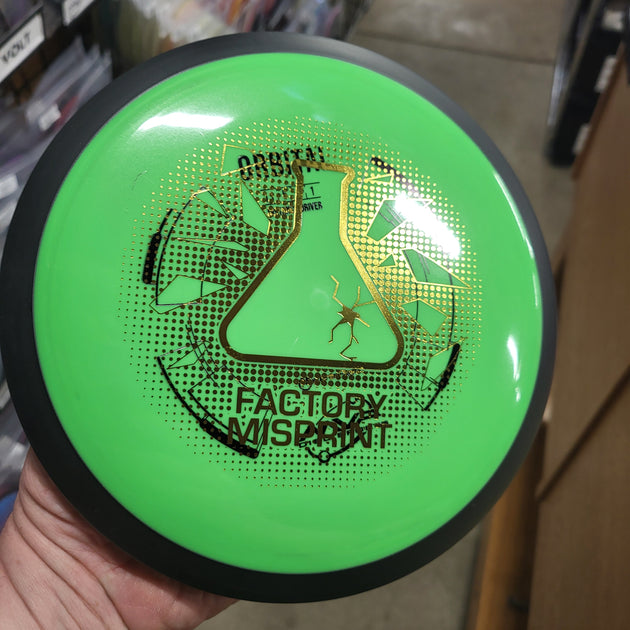 VOLT
ORBITAL
DRIVER
FACTORY
MISPRINT